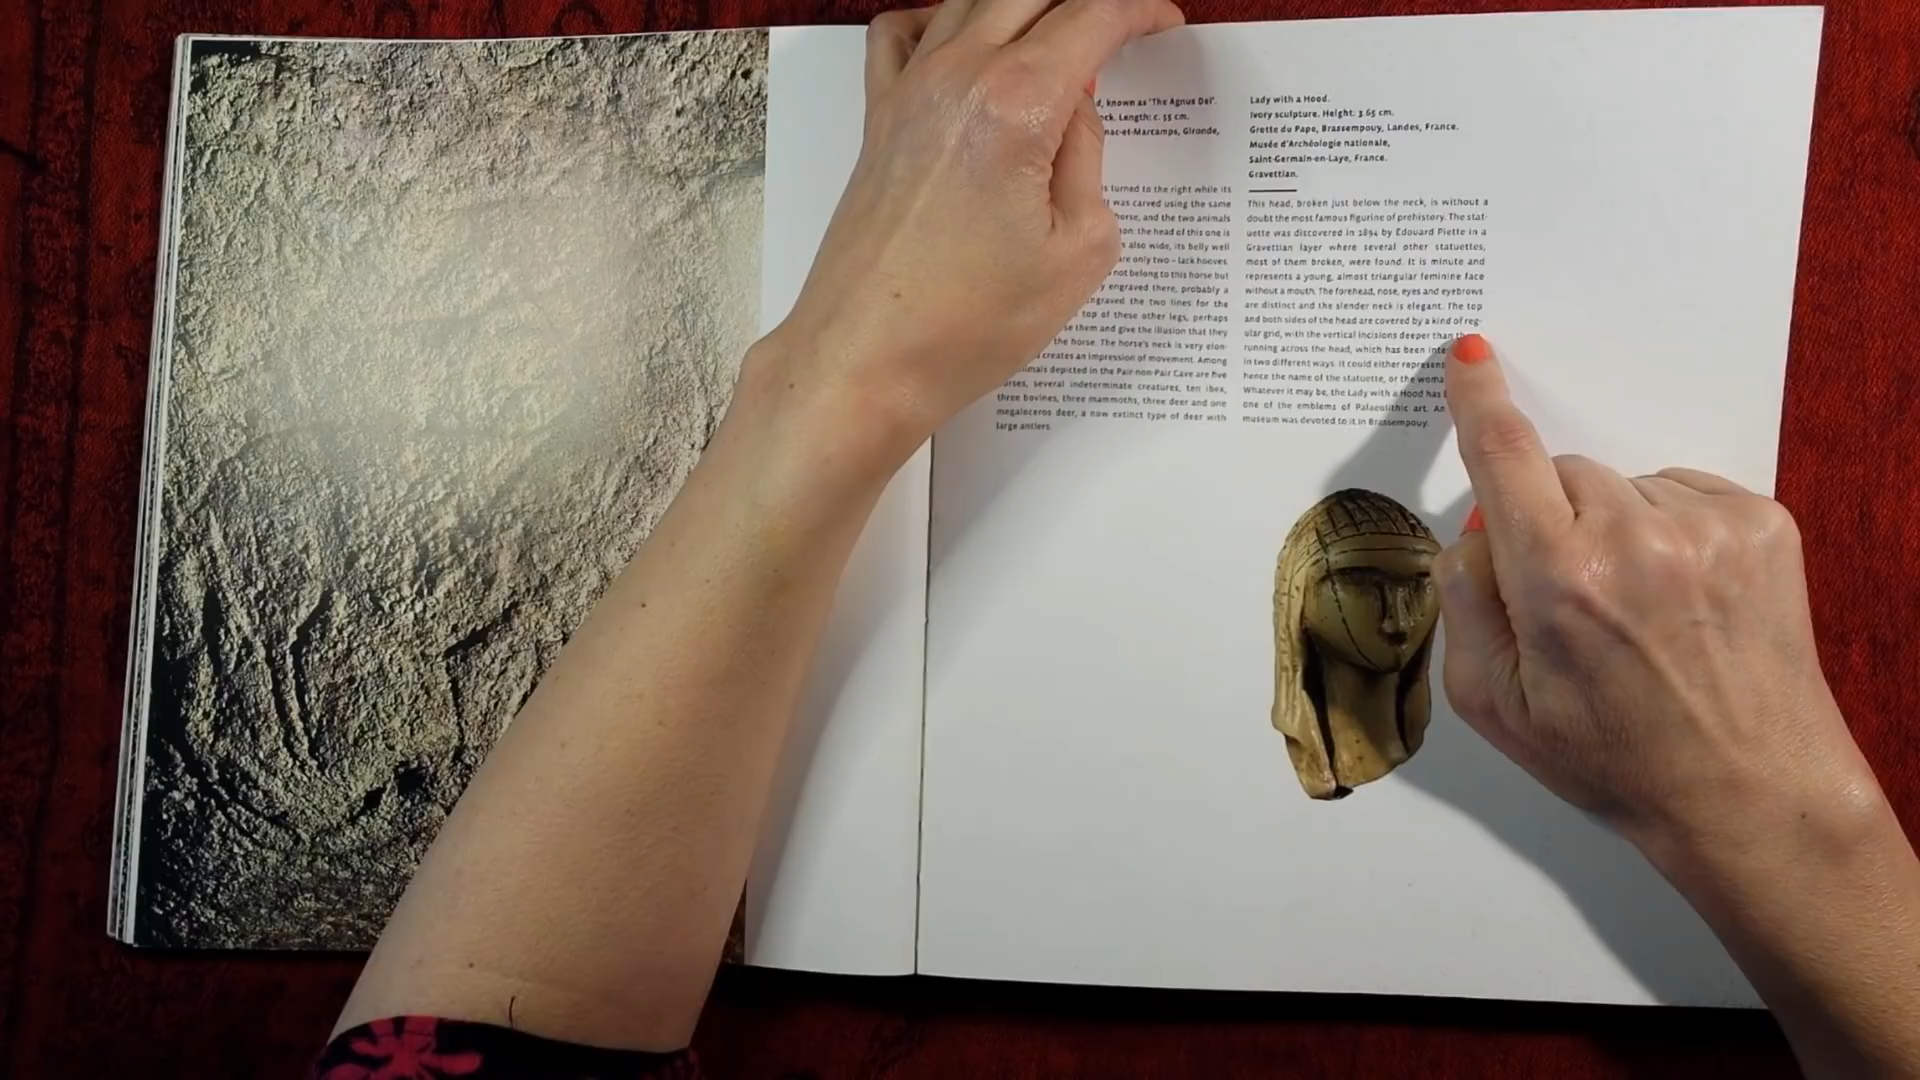 known as 'The Agnus Dei'.
Length: c. 55 cm.
Gironde,
is turned to the right while its
was carved using the same
horse, and the two animals
the head of this one is
also wide, its belly well
are only two – lack hooves.
not belong to this horse but
engraved there, probably a
engraved the two lines for the
top of these other legs, perhaps
them and give the illusion that they
the horse. The horse's neck is very elon-
creates an impression of movement. Among
depicted in the Pair-non-Pair Cave are five
several indeterminate creatures, ten ibex,
three bovines, three mammoths, three deer and one
megaloceros deer, a now extinct type of deer with
large antlers.
Lady with a Hood.
Ivory sculpture. Height: 3.65 cm.
Grotte du Pape, Brassempouy, Landes, France.
Musée d'Archéologie nationale,
Saint-Germain-en-Laye, France.
Gravettian.
This head, broken just below the neck, is without a
doubt the most famous figurine of prehistory. The stat-
uette was discovered in 1894 by Edouard Piette in a
Gravettian layer where several other statuettes,
most of them broken, were found. It is minute and
represents a young, almost triangular feminine face
without a mouth. The forehead, nose, eyes and eyebrows
are distinct and the slender neck is elegant. The top
and both sides of the head are covered by a kind of reg-
ular grid, with the vertical incisions deeper than
running across the head, which has been
in two different ways. It could either represent
hence the name of the statuette, or the
Whatever it may be, the Lady with a Hood has
one of the emblems of Palaeolithic art. An
museum was devoted to it in Brassempouy.